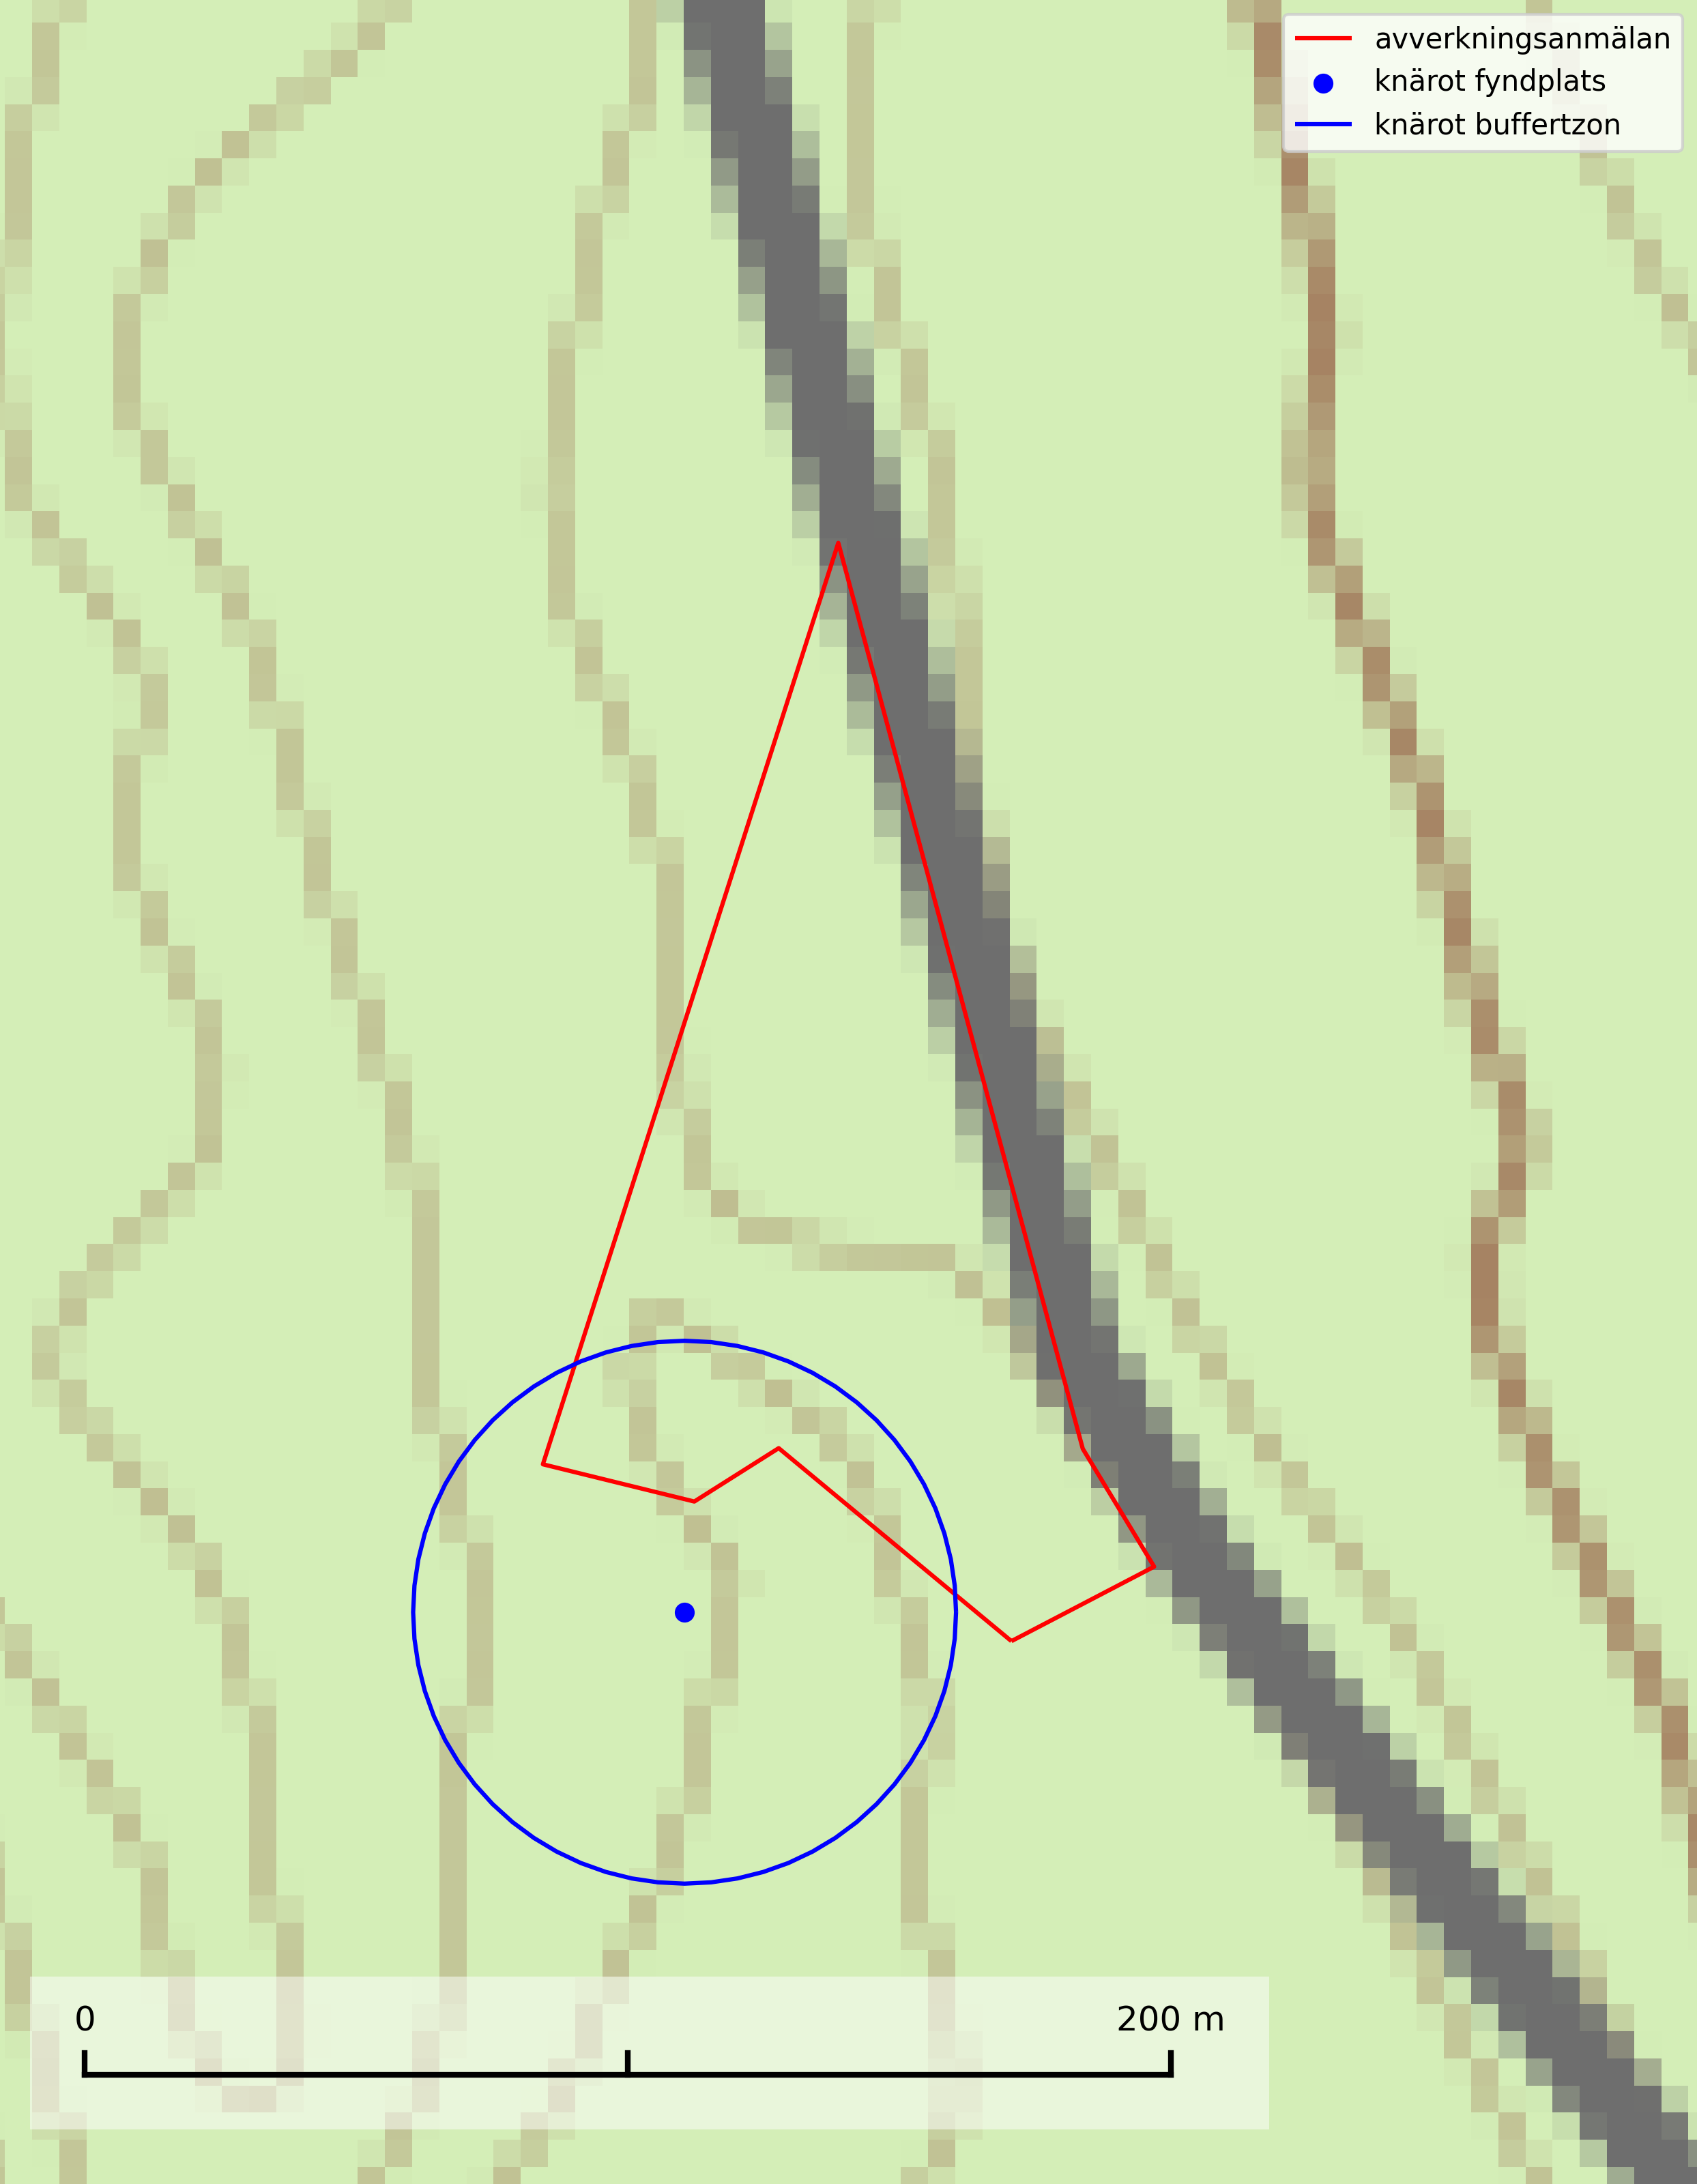 avverkningsanmälan
knärot fyndplats
knärot buffertzon
0 200 m